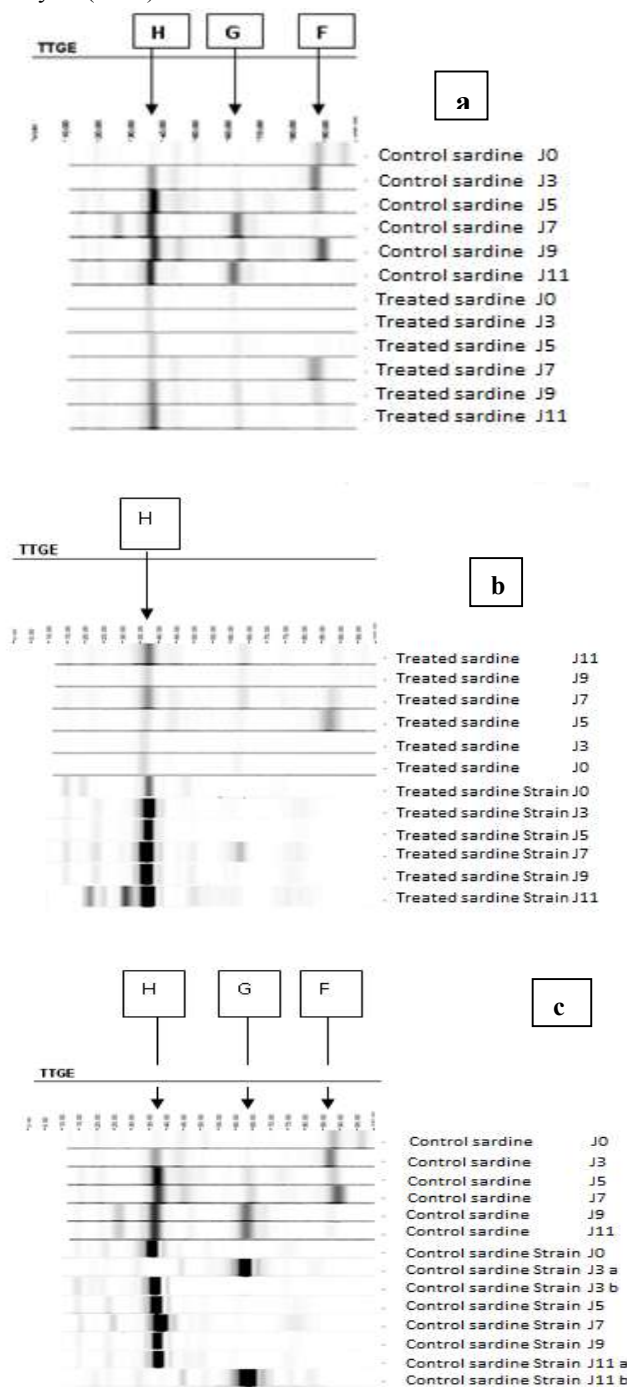 H G F
TTGE
a
Control sardine J0
Control sardine J3
Control sardine J5
Control sardine J7
Control sardine J9
Control sardine J11
Treated sardine J0
Treated sardine J3
Treated sardine J5
Treated sardine J7
Treated sardine J9
Treated sardine J11
H
TTGE
b
Treated sardine J11
Treated sardine J9
Treated sardine J7
Treated sardine J5
Treated sardine J3
Treated sardine J0
Treated sardine Strain J0
Treated sardine Strain J3
Treated sardine Strain J5
Treated sardine Strain J7
Treated sardine Strain J9
Treated sardine Strain J11
H G F
c
TTGE
Control sardine J0
Control sardine J3
Control sardine J5
Control sardine J7
Control sardine J9
Control sardine J11
Control sardine Strain J0
Control sardine Strain J3 a
Control sardine Strain J3 b
Control sardine Strain J5
Control sardine Strain J7
Control sardine Strain J9
Control sardine Strain J11 a
Control sardine Strain J11 b